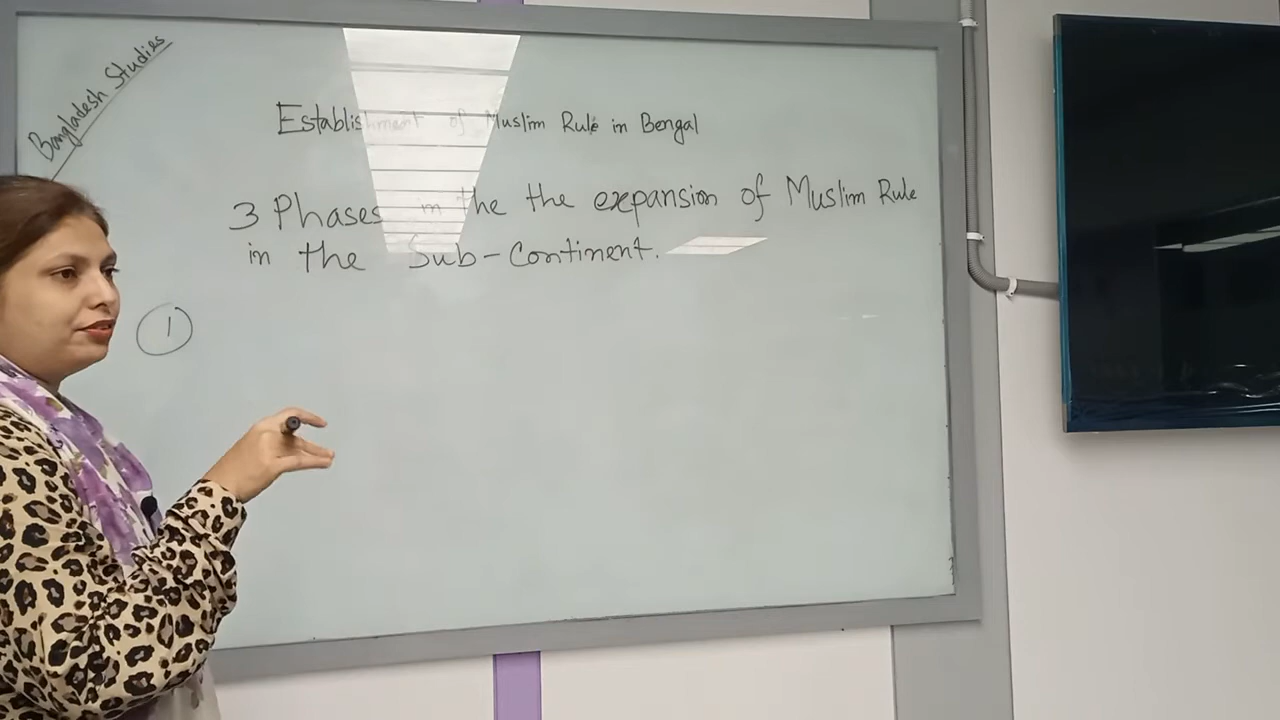 Bangladesh Studies
Establishment of Muslim Rule in Bengal
3 Phases in the the expansion of Muslim Rule
in the Sub-Continent.
1